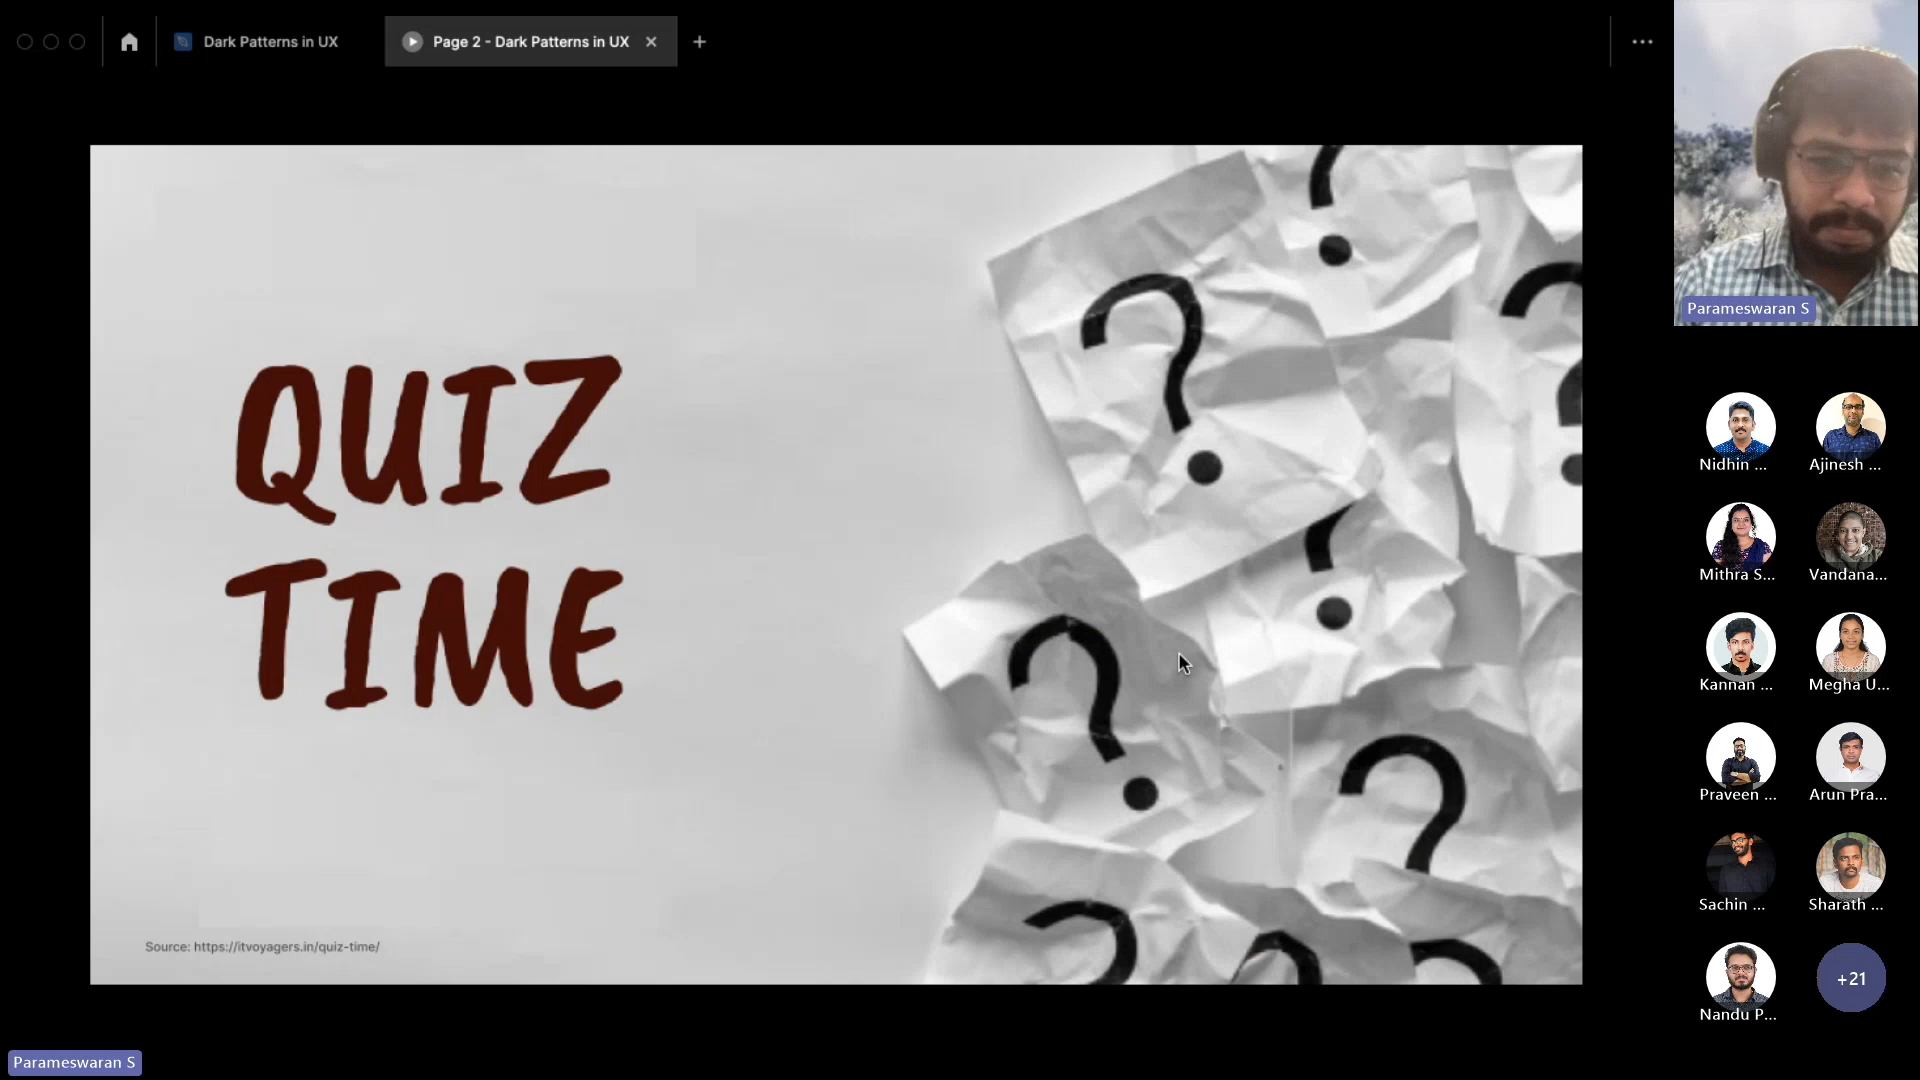 Dark Patterns in UX
Page 2 - Dark Patterns in UX
QUIZ
TIME
Source: https://itvoyagers.in/quiz-time/
Parameswaran S
Nidhin ...
Ajinesh ...
Mithra S...
Vandana...
Kannan ...
Megha U...
Praveen ...
Arun Pra...
Sachin ...
Sharath ...
Nandu P...
+21
Parameswaran S